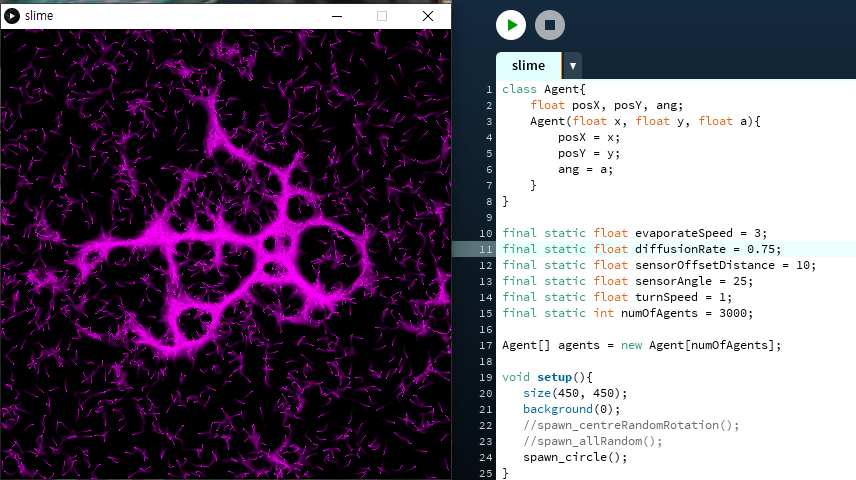 slime
slime
1 class Agent{
2     float posX, posY, ang;
3     Agent(float x, float y, float a){
4         posX = x;
5         posY = y;
6         ang = a;
7     }
8 }
9
10 final static float evaporateSpeed = 3;
11 final static float diffusionRate = 0.75;
12 final static float sensorOffsetDistance = 10;
13 final static float sensorAngle = 25;
14 final static float turnSpeed = 1;
15 final static int numOfAgents = 3000;
16
17 Agent[] agents = new Agent[numOfAgents];
18
19 void setup(){
20    size(450, 450);
21    background(0);
22    //spawn_centreRandomRotation();
23    //spawn_allRandom();
24    spawn_circle();
25 }